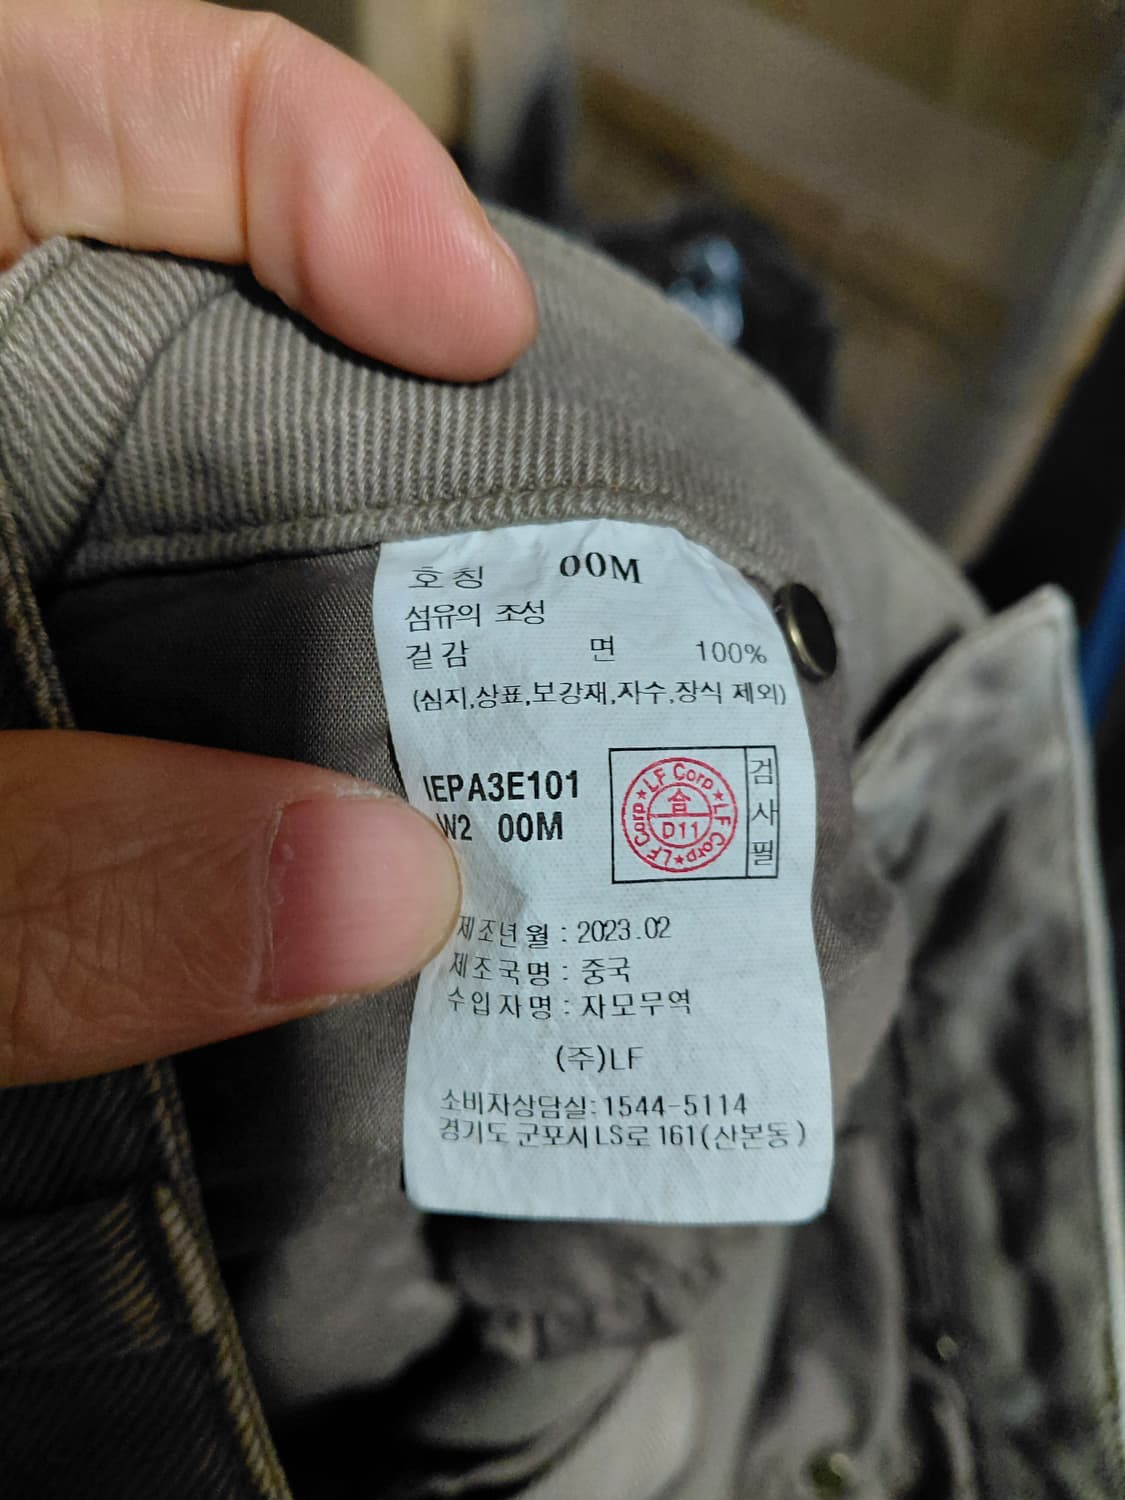 호칭 00M
섬유의 조성
겉감 면 100%
(심지,상표,보강재,자수,장식 제외)
IEPA3E101
W2 00M
LF Corp★LF Corp★LF Corp★
合
D11
검사필
제조년월 : 2023.02
제조국명 : 중국
수입자명 : 자모무역
(주)LF
소비자상담실:1544-5114
경기도 군포시 LS로 161(산본동)